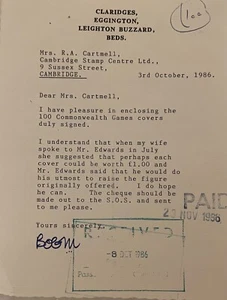 100
CLARIDGES,
EGGINGTON,
LEIGHTON BUZZARD,
BEDS.
Mrs. R.A. Cartmell,
Cambridge Stamp Centre Ltd.,
9 Sussex Street,
CAMBRIDGE.
3rd October, 1986.
Dear Mrs. Cartmell,
I have pleasure in enclosing the
100 Commonwealth Games covers
duly signed.
I understand that when my wife
spoke to Mr. Edwards in July
she suggested that perhaps each
cover could be worth £1.00 and
Mr. Edwards said that he would do
his utmost to raise the figure
originally offered. I do hope
he can. The cheque should be
made out to the S.O.S. and sent
to me please.
PAID
23 NOV 1986
Yours sincerely,
RECEIVED
-8 OCT 1986